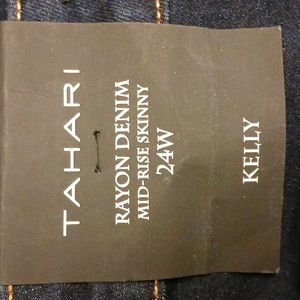 TAHARI
RAYON DENIM
MID-RISE SKINNY
24W
KELLY